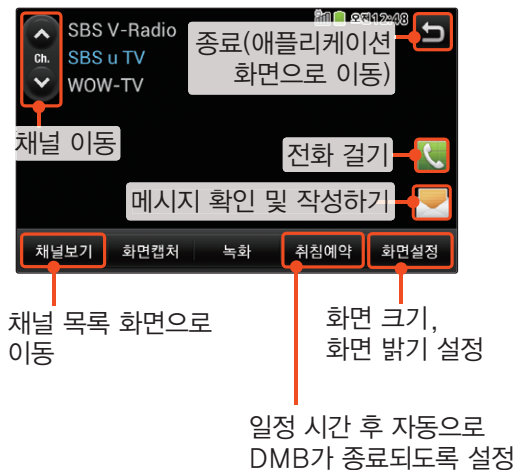 SBS V-Radio
오전12:48
Ch.
SBS u TV
WOW-TV
종료(애플리케이션
화면으로 이동)
채널 이동
전화 걸기
메시지 확인 및 작성하기
채널보기 화면캡처 녹화 취침예약 화면설정
채널 목록 화면으로
이동
화면 크기,
화면 밝기 설정
일정 시간 후 자동으로
DMB가 종료되도록 설정